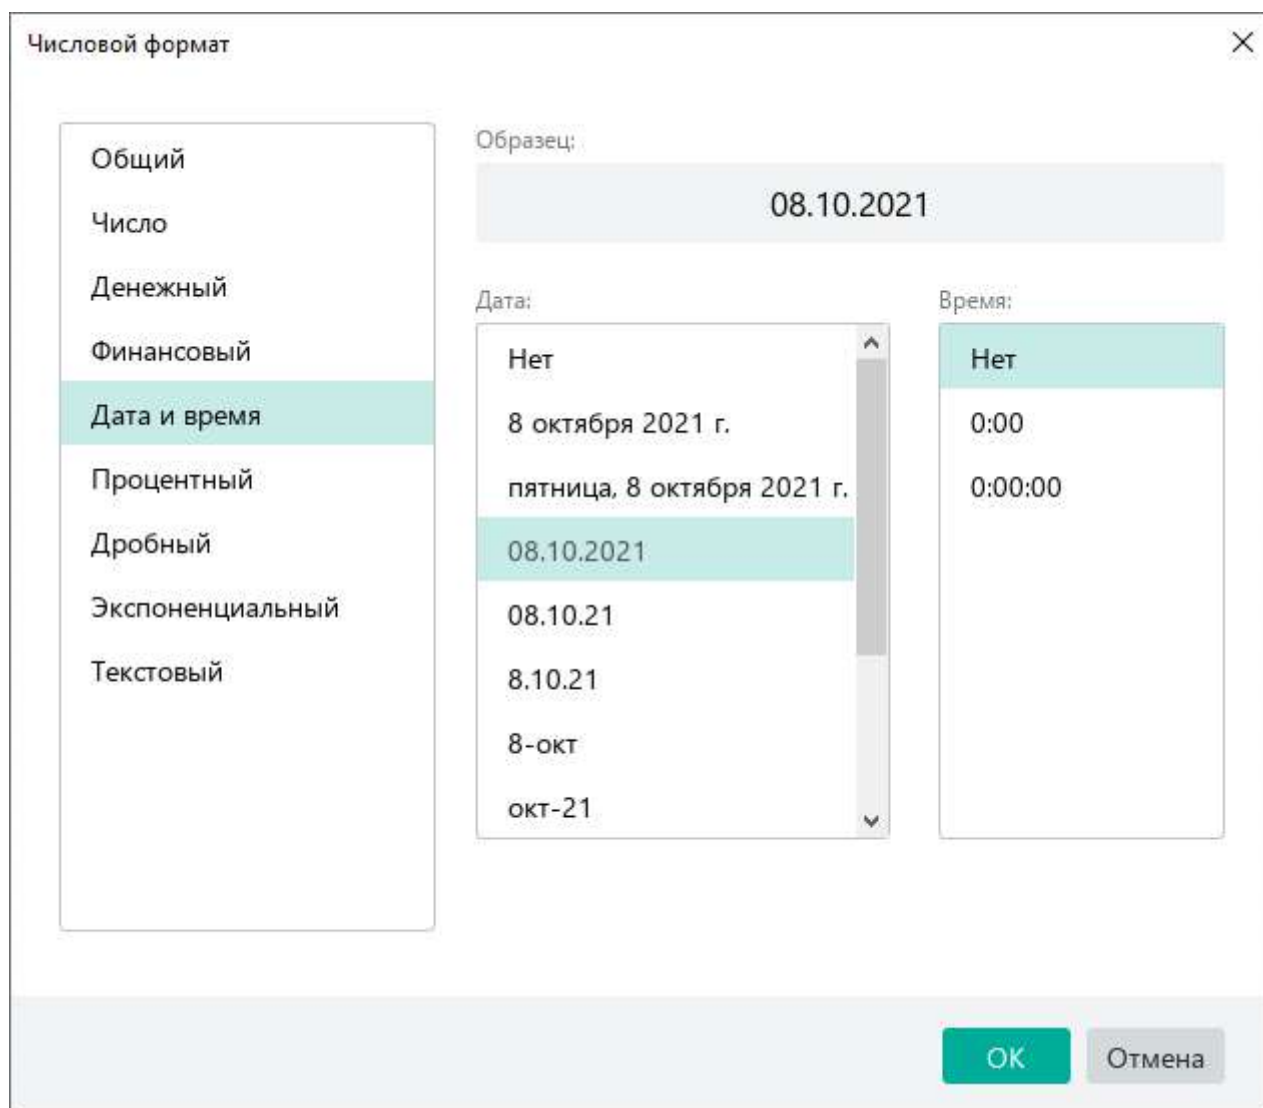 Числовой формат
Общий
Число
Денежный
Финансовый
Дата и время
Процентный
Дробный
Экспоненциальный
Текстовый
Образец:
08.10.2021
Дата:
Нет
8 октября 2021 г.
пятница, 8 октября 2021 г.
08.10.2021
08.10.21
8.10.21
8-окт
окт-21
Время:
Нет
0:00
0:00:00
OK
Отмена